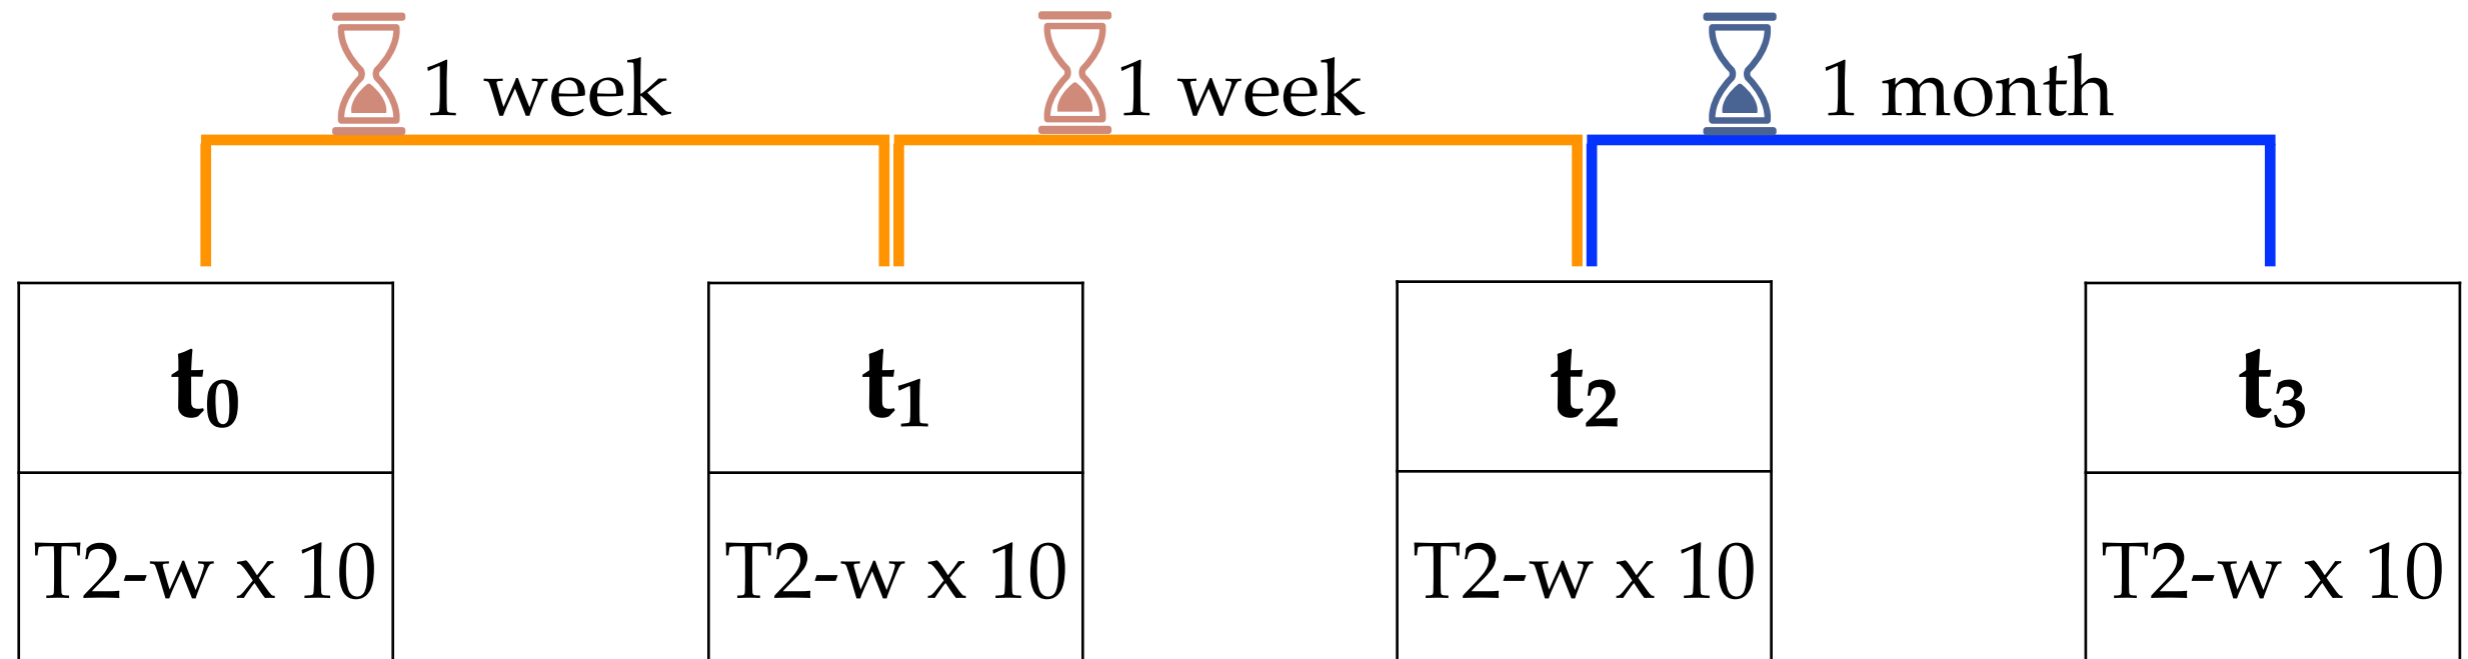 1 week 1 week 1 month
t₀ t₁ t₂ t₃
T2-w x 10 T2-w x 10 T2-w x 10 T2-w x 10